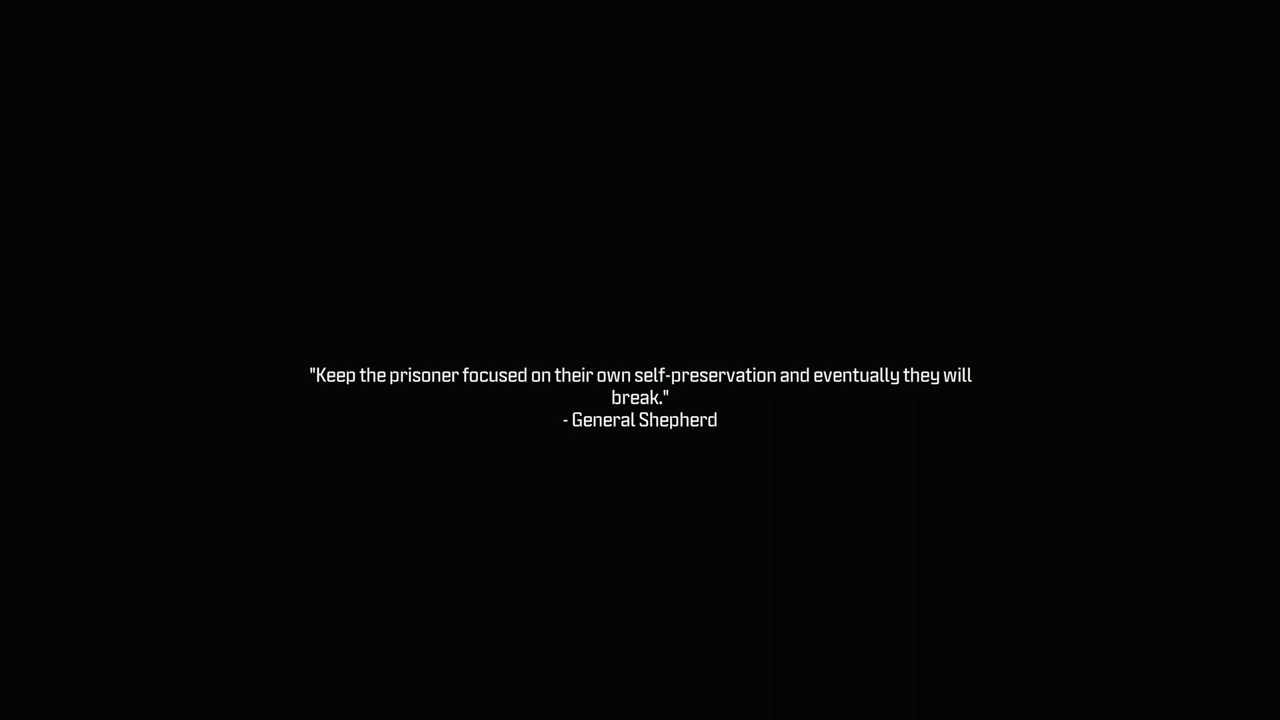 "Keep the prisoner focused on their own self-preservation and eventually they will
break."
- General Shepherd